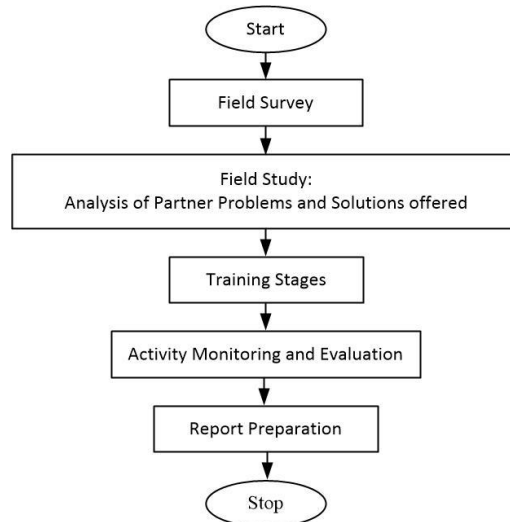 Start
Field Survey
Field Study:
Analysis of Partner Problems and Solutions offered
Training Stages
Activity Monitoring and Evaluation
Report Preparation
Stop